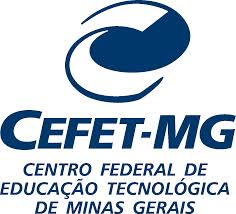 CEFET-MG
CENTRO FEDERAL DE
EDUCAÇÃO TECNOLÓGICA
DE MINAS GERAIS